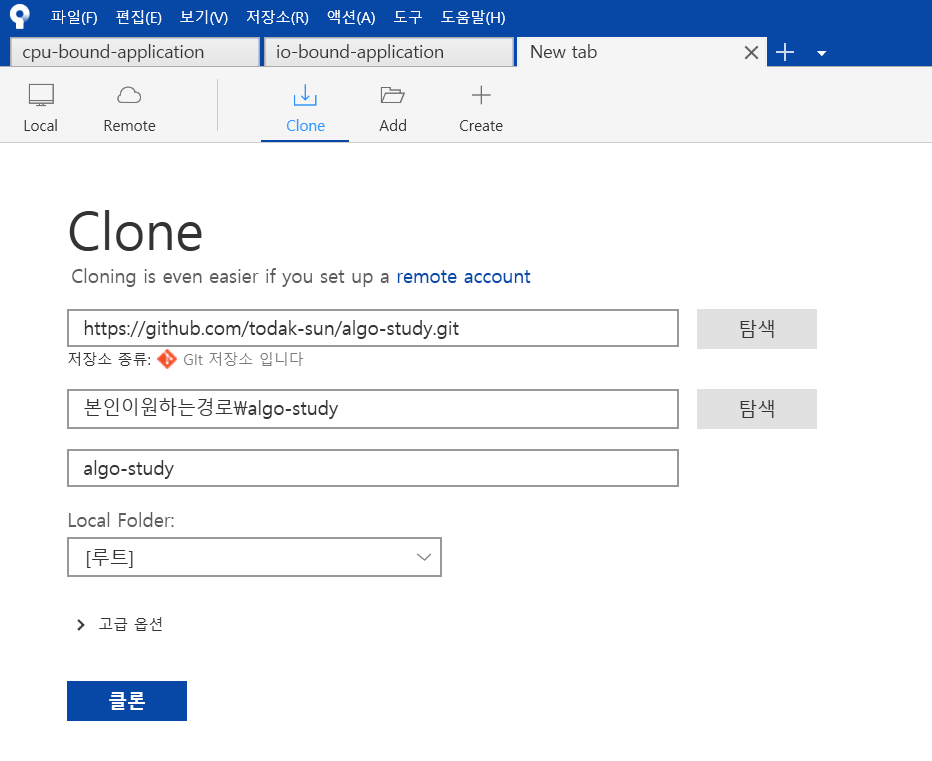 파일(F) 편집(E) 보기(V) 저장소(R) 액션(A) 도구 도움말(H)
cpu-bound-application io-bound-application New tab
Local Remote Clone Add Create
Clone
Cloning is even easier if you set up a remote account
https://github.com/todak-sun/algo-study.git 탐색
저장소 종류: Git 저장소 입니다
본인이원하는경로₩algo-study 탐색
algo-study
Local Folder:
[루트]
고급 옵션
클론